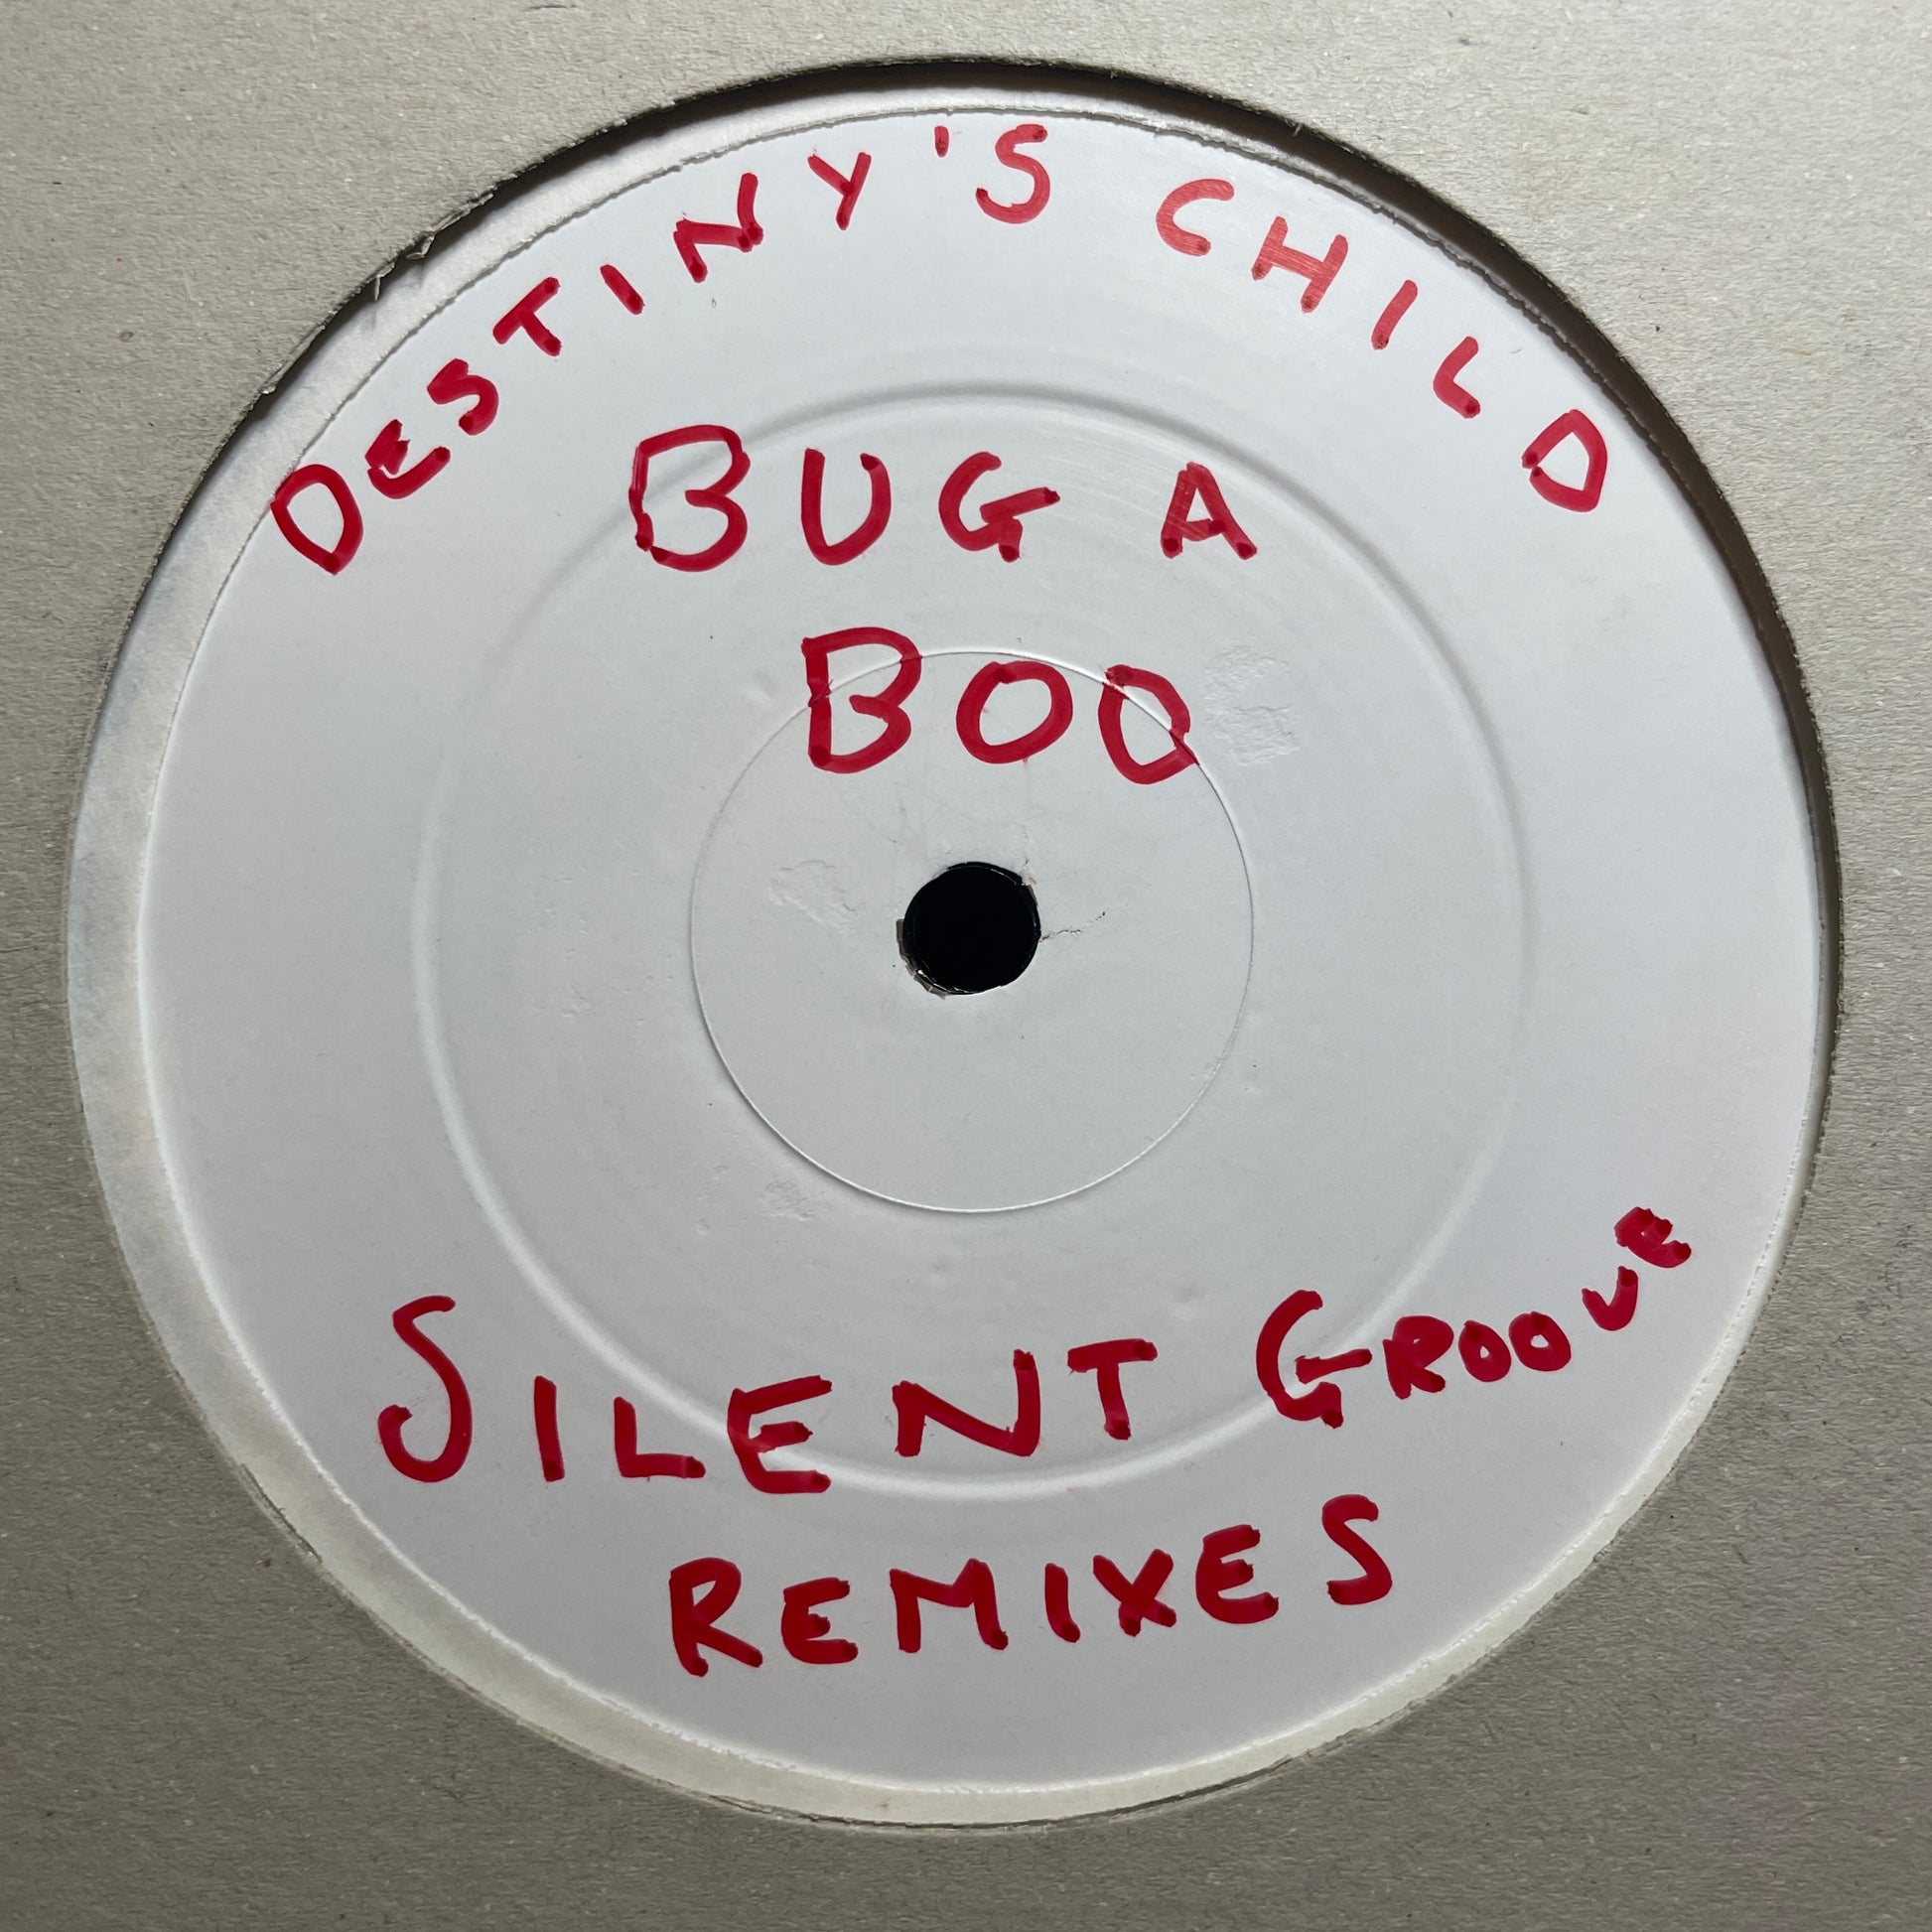 DESTINY'S CHILD
BUG A
BOO
SILENT GROOVE
REMIXES